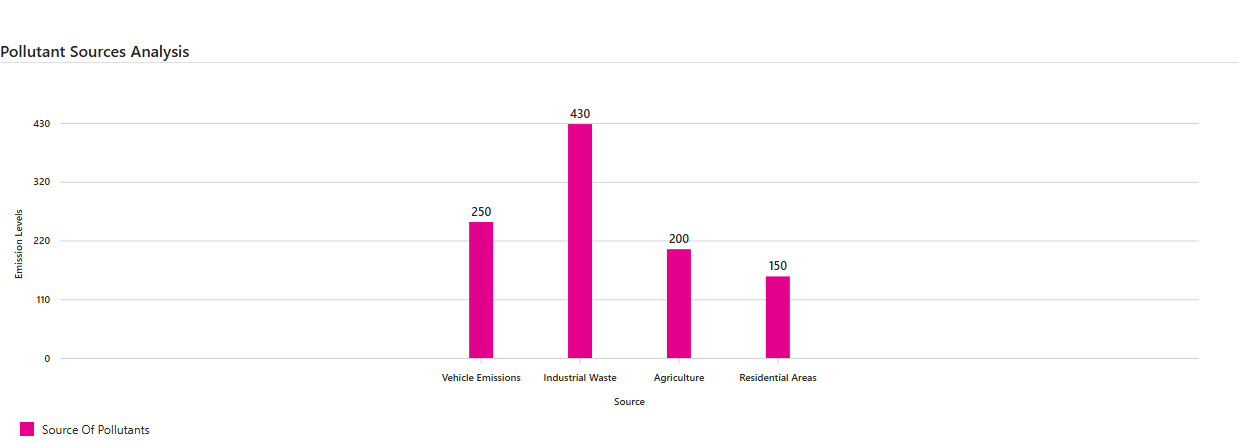 Pollutant Sources Analysis
430
430
320
250
220
200
150
110
0
Emission Levels
Vehicle Emissions Industrial Waste Agriculture Residential Areas
Source
Source Of Pollutants